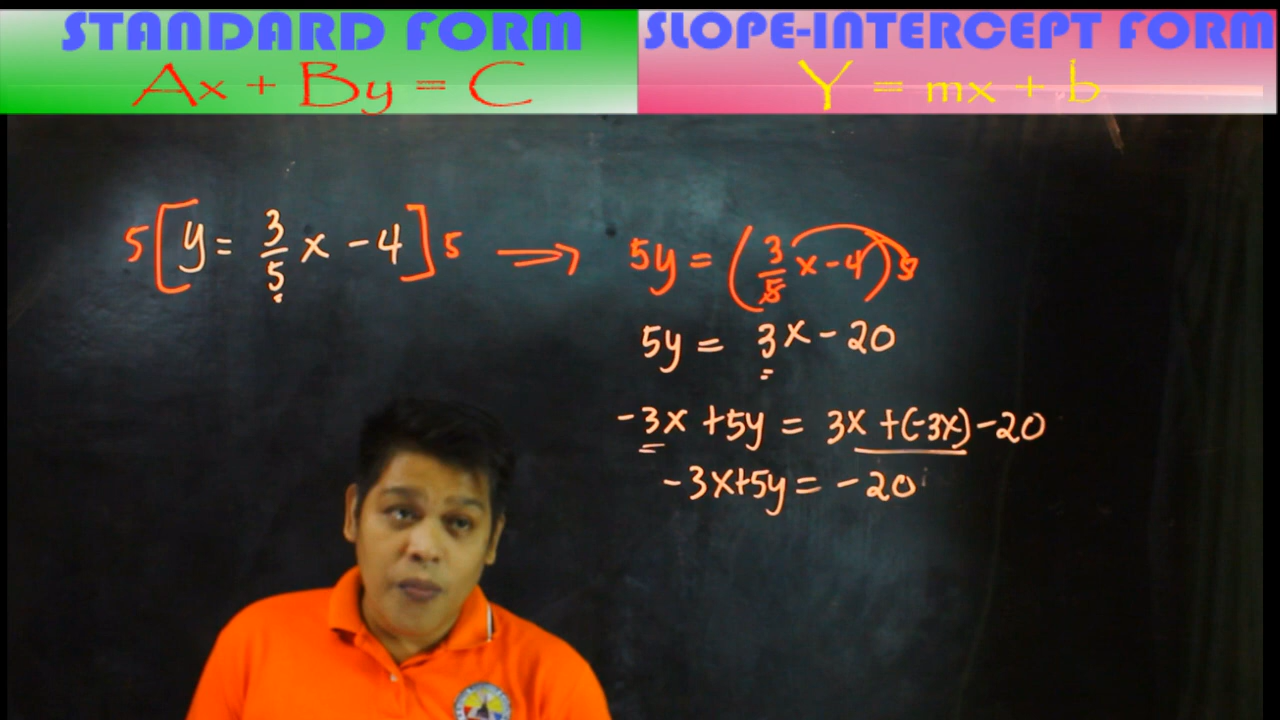 STANDARD FORM
Ax + By = C
SLOPE-INTERCEPT FORM
Y = mx + b
5[y = 3/5 x - 4]5 → 5y = (3/5 x - 4)5
5y = 3x - 20
-3x + 5y = 3x + (-3x) - 20
-3x + 5y = -20